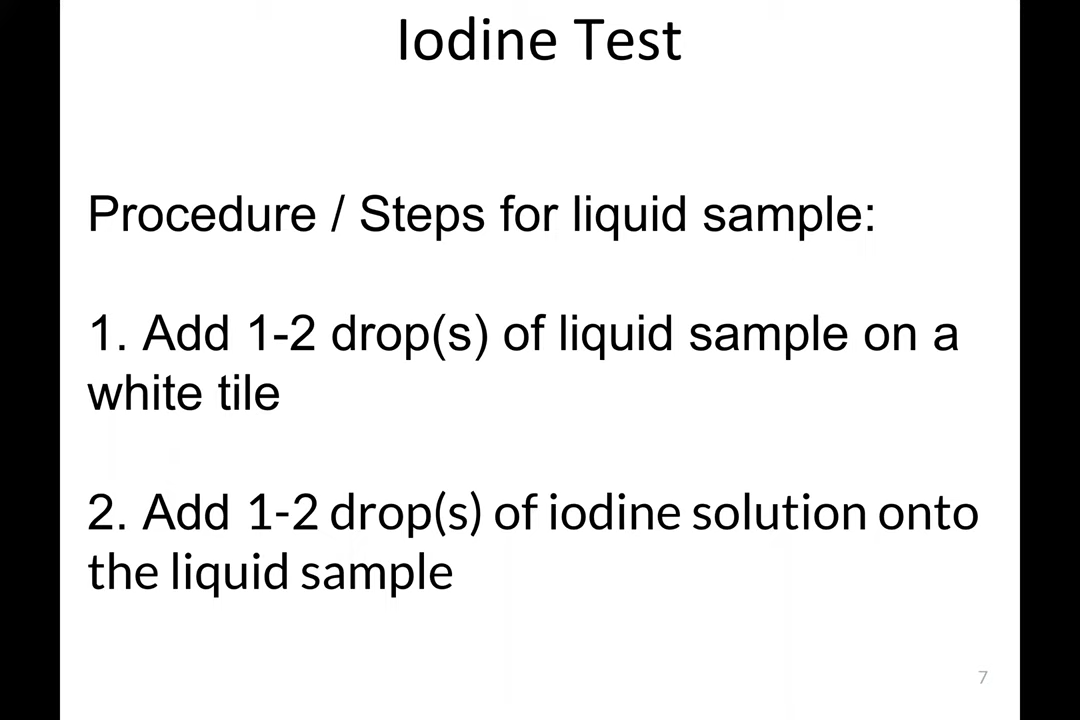 Iodine Test
Procedure / Steps for liquid sample:
1. Add 1-2 drop(s) of liquid sample on a
white tile
2. Add 1-2 drop(s) of iodine solution onto
the liquid sample
7